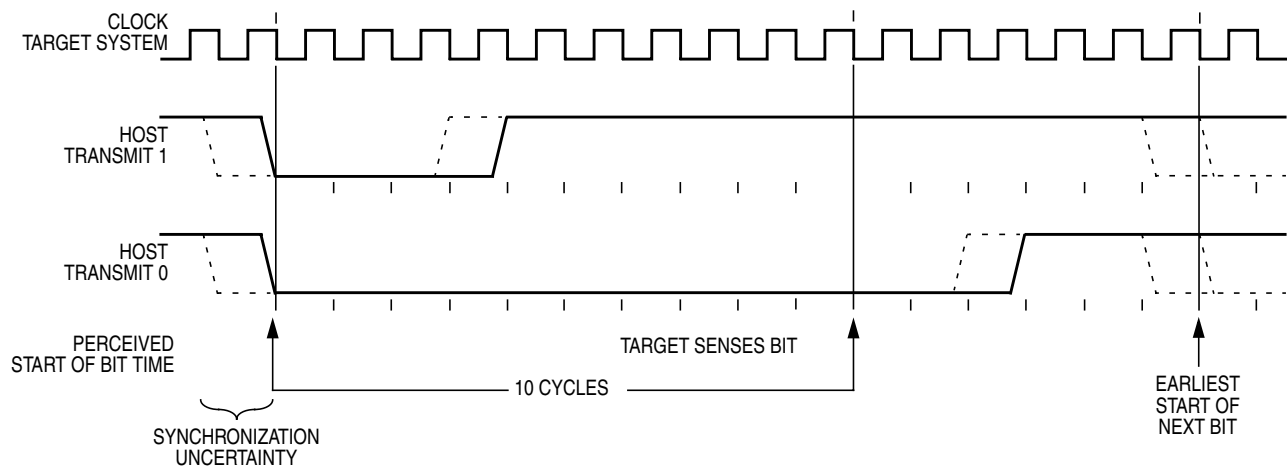 CLOCK
TARGET SYSTEM
HOST
TRANSMIT 1
HOST
TRANSMIT 0
PERCEIVED
START OF BIT TIME
TARGET SENSES BIT
10 CYCLES
EARLIEST
START OF
NEXT BIT
SYNCHRONIZATION
UNCERTAINTY